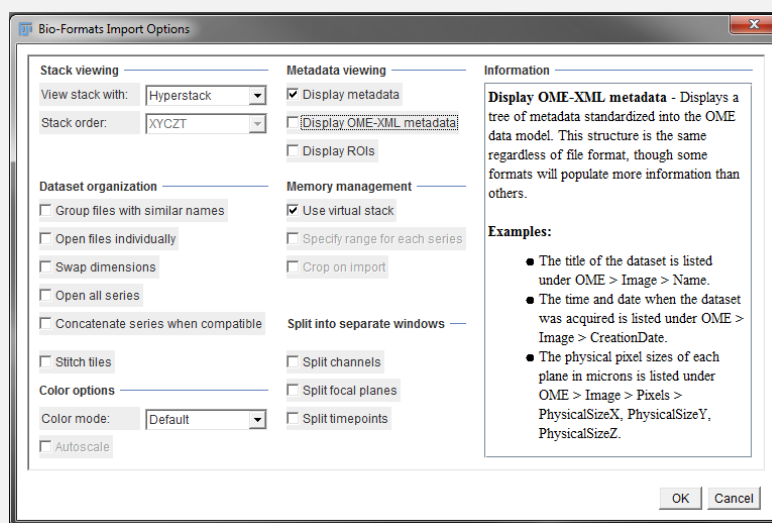 Bio-Formats Import Options
Stack viewing
View stack with: Hyperstack
Stack order: XYCZT
Dataset organization
Group files with similar names
Open files individually
Swap dimensions
Open all series
Concatenate series when compatible
Stitch tiles
Color options
Color mode: Default
Autoscale
Metadata viewing
Display metadata
Display OME-XML metadata
Display ROIs
Memory management
Use virtual stack
Specify range for each series
Crop on import
Split into separate windows
Split channels
Split focal planes
Split timepoints
Information
Display OME-XML metadata - Displays a
tree of metadata standardized into the OME
data model. This structure is the same
regardless of file format, though some
formats will populate more information than
others.
Examples:
● The title of the dataset is listed
under OME > Image > Name.
● The time and date when the dataset
was acquired is listed under OME >
Image > CreationDate.
● The physical pixel sizes of each
plane in microns is listed under
OME > Image > Pixels >
PhysicalSizeX, PhysicalSizeY,
PhysicalSizeZ.
OK Cancel